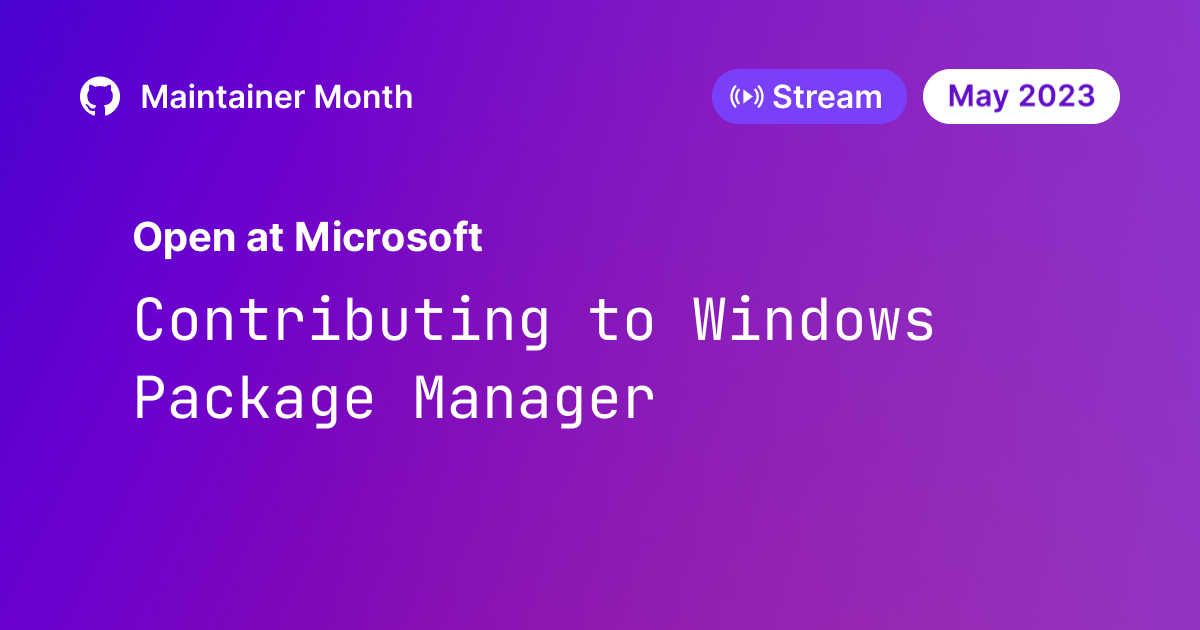 Maintainer Month
Stream
May 2023
Open at Microsoft
Contributing to Windows
Package Manager